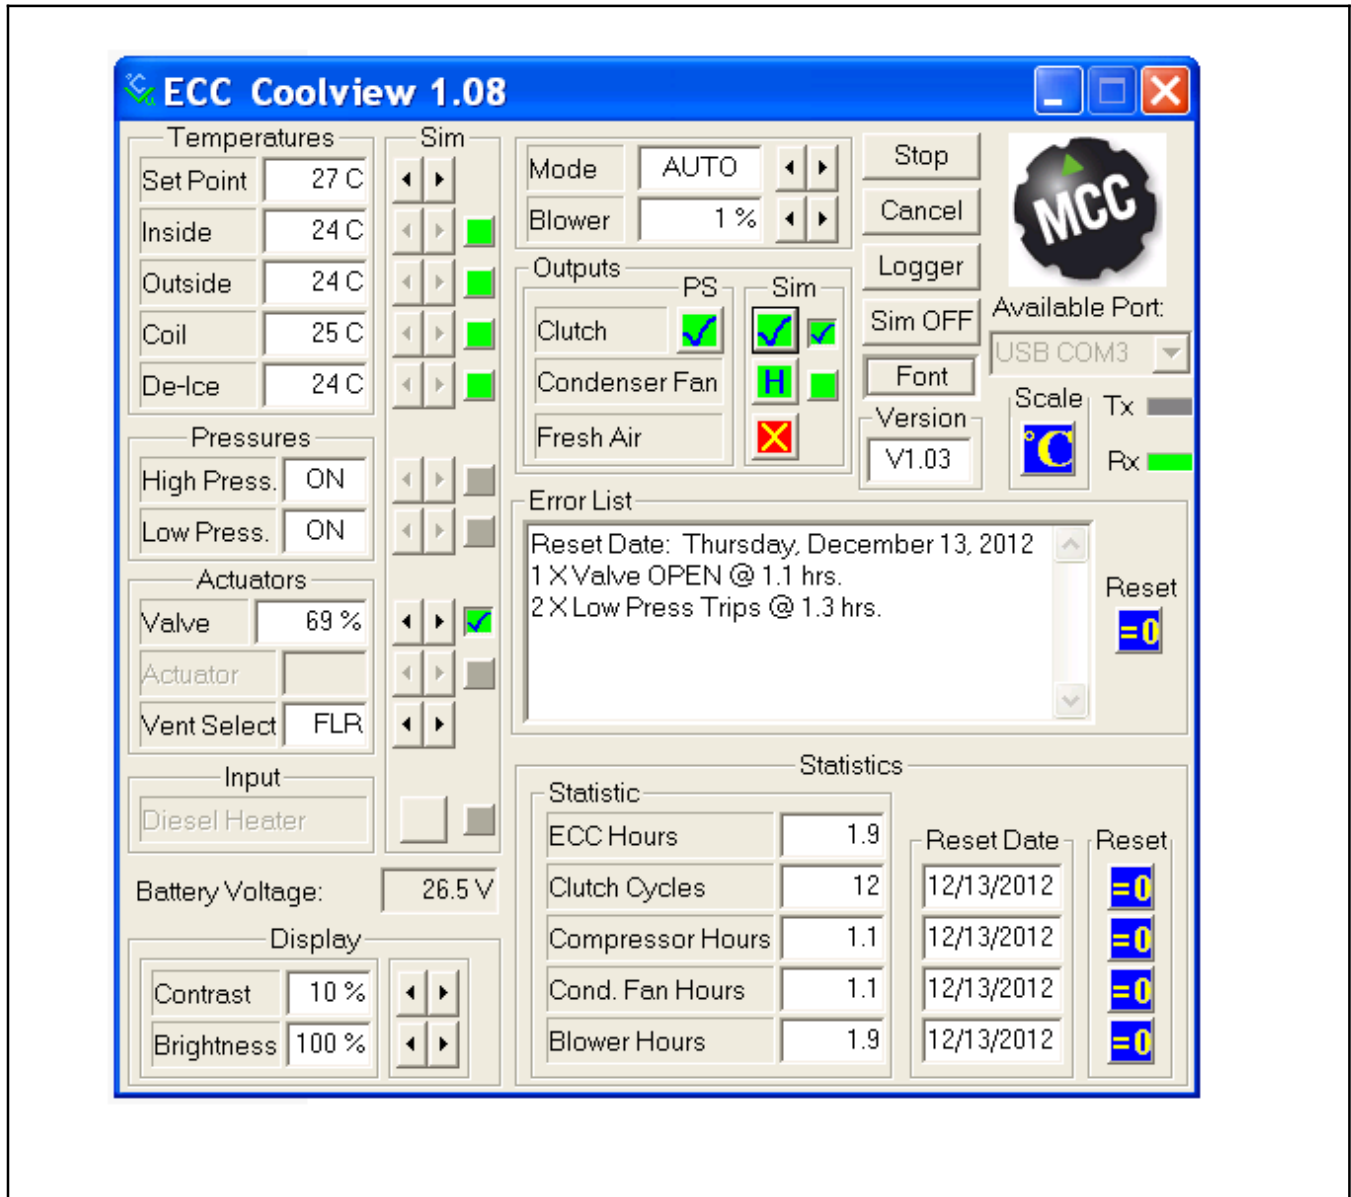 ECC Coolview 1.08
Temperatures
Sim
Set Point 27 C
Inside 24 C
Outside 24 C
Coil 25 C
De-Ice 24 C
Pressures
High Press. ON
Low Press. ON
Actuators
Valve 69 %
Actuator
Vent Select FLR
Input
Diesel Heater
Battery Voltage: 26.5 V
Display
Contrast 10 %
Brightness 100 %
Mode AUTO
Blower 1 %
Outputs
PS Sim
Clutch
Condenser Fan H
Fresh Air
Stop
Cancel
Logger
Sim OFF
Font
Version
V1.03
MCC
Available Port:
USB COM3
Scale
°C
Tx
Rx
Error List
Reset Date: Thursday, December 13, 2012
1 X Valve OPEN @ 1.1 hrs.
2 X Low Press Trips @ 1.3 hrs.
Reset
=0
Statistics
Statistic
Reset Date Reset
ECC Hours 1.9
Clutch Cycles 12 12/13/2012 =0
Compressor Hours 1.1 12/13/2012 =0
Cond. Fan Hours 1.1 12/13/2012 =0
Blower Hours 1.9 12/13/2012 =0